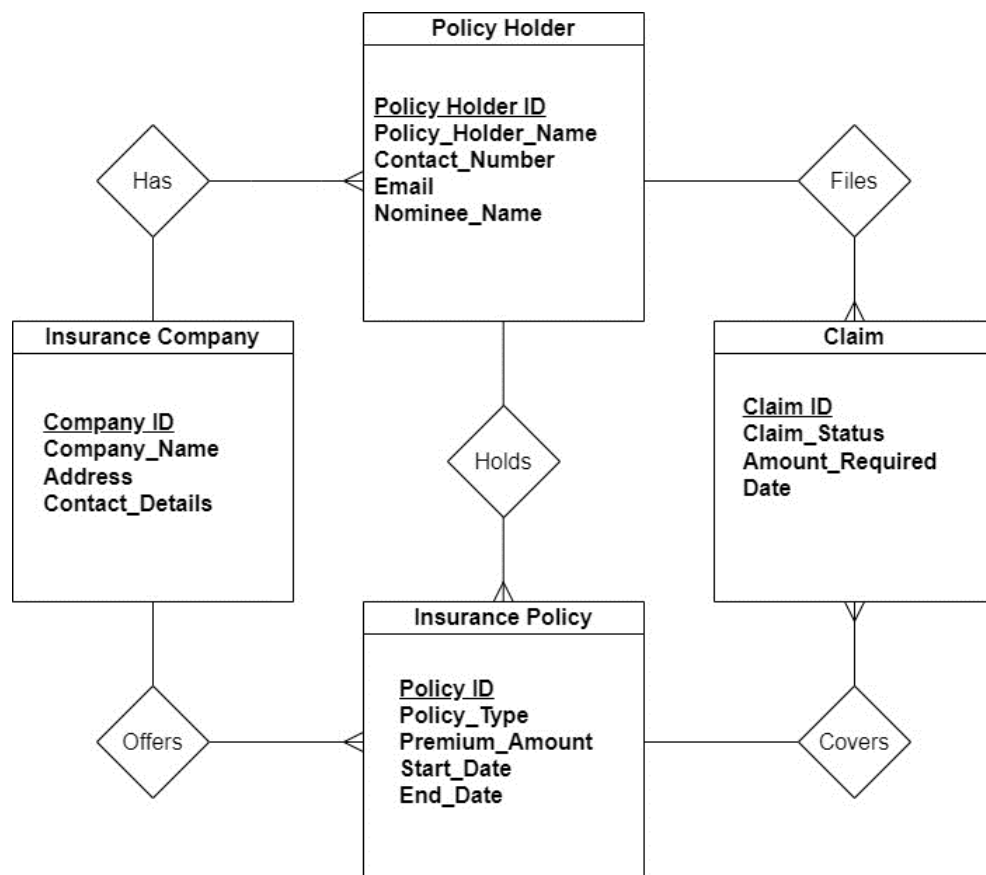 Policy Holder
Policy Holder ID
Policy_Holder_Name
Contact_Number
Email
Nominee_Name
Has
Files
Insurance Company
Company ID
Company_Name
Address
Contact_Details
Claim
Claim ID
Claim_Status
Amount_Required
Date
Holds
Insurance Policy
Policy ID
Policy_Type
Premium_Amount
Start_Date
End_Date
Offers
Covers